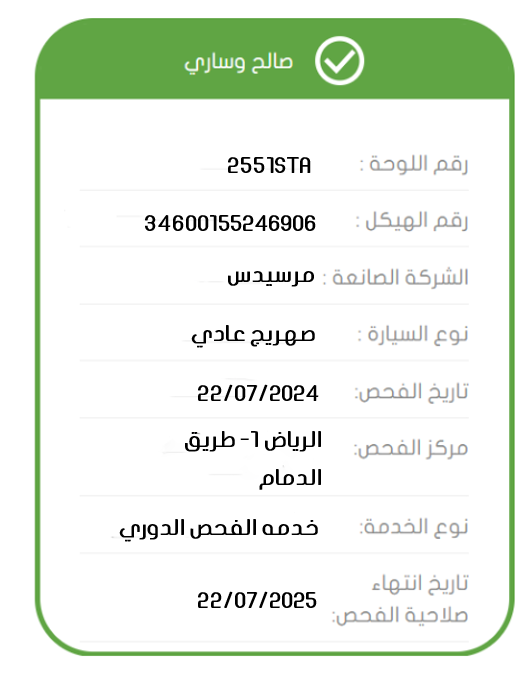 صالح وساري
رقم اللوحة : 2551STA
رقم الهيكل : 34600155246906
الشركة الصانعة : مرسيدس
نوع السيارة : صهريج عادي
تاريخ الفحص: 22/07/2024
مركز الفحص: الرياض 1- طريق
الدمام
نوع الخدمة: خدمه الفحص الدوري
تاريخ انتهاء
صلاحية الفحص: 22/07/2025